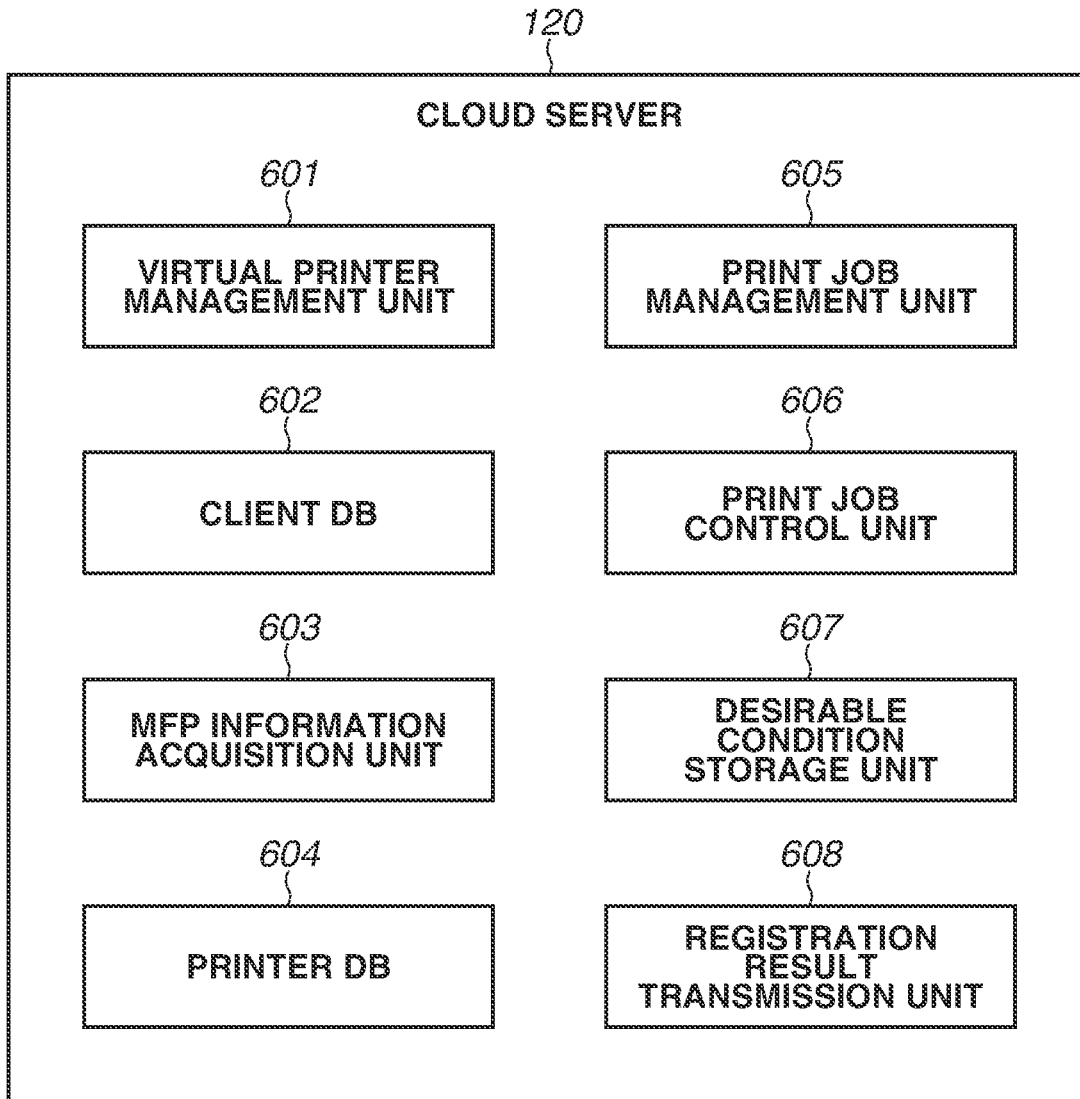 120
CLOUD SERVER
601
VIRTUAL PRINTER
MANAGEMENT UNIT
602
CLIENT DB
603
MFP INFORMATION
ACQUISITION UNIT
604
PRINTER DB
605
PRINT JOB
MANAGEMENT UNIT
606
PRINT JOB
CONTROL UNIT
607
DESIRABLE
CONDITION
STORAGE UNIT
608
REGISTRATION
RESULT
TRANSMISSION UNIT